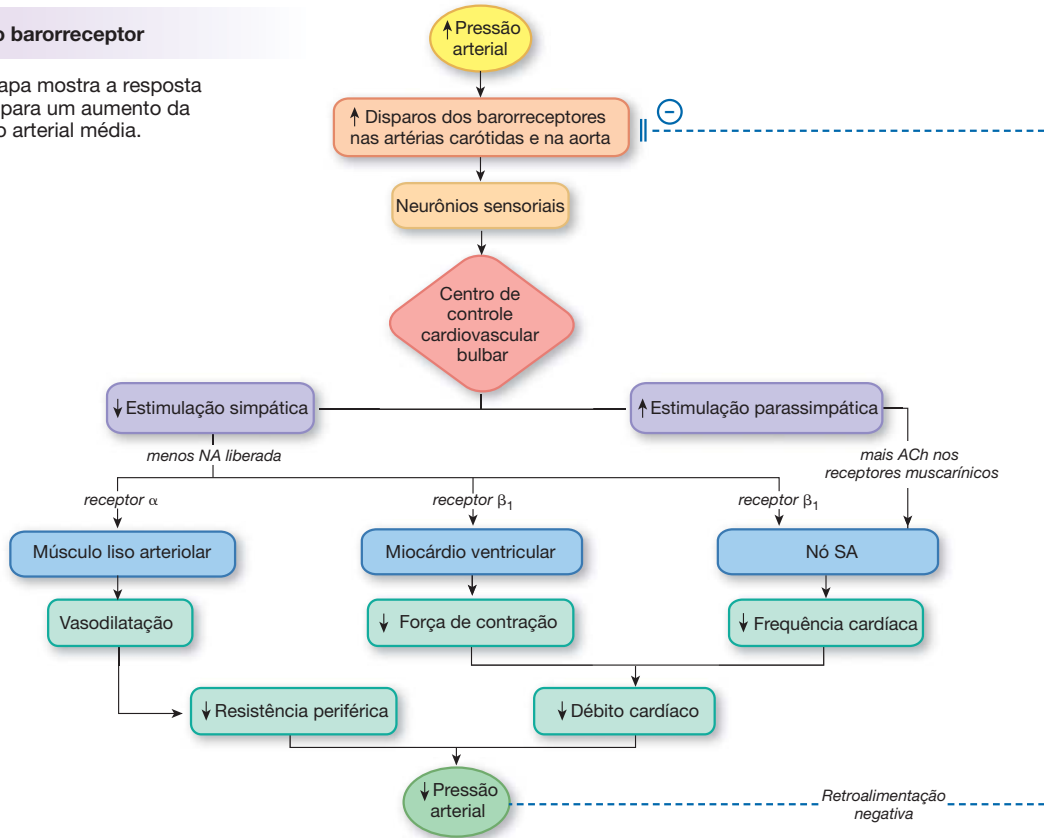 o barorreceptor
apa mostra a resposta
para um aumento da
o arterial média.
↑ Pressão
arterial
↑ Disparos dos barorreceptores
nas artérias carótidas e na aorta
−
Neurônios sensoriais
Centro de
controle
cardiovascular
bulbar
↓ Estimulação simpática
↑ Estimulação parassimpática
menos NA liberada
mais ACh nos
receptores muscarínicos
receptor α
receptor β₁
receptor β₁
Músculo liso arteriolar
Miocárdio ventricular
Nó SA
Vasodilatação
↓ Força de contração
↓ Frequência cardíaca
↓ Resistência periférica
↓ Débito cardíaco
↓ Pressão
arterial
Retroalimentação
negativa